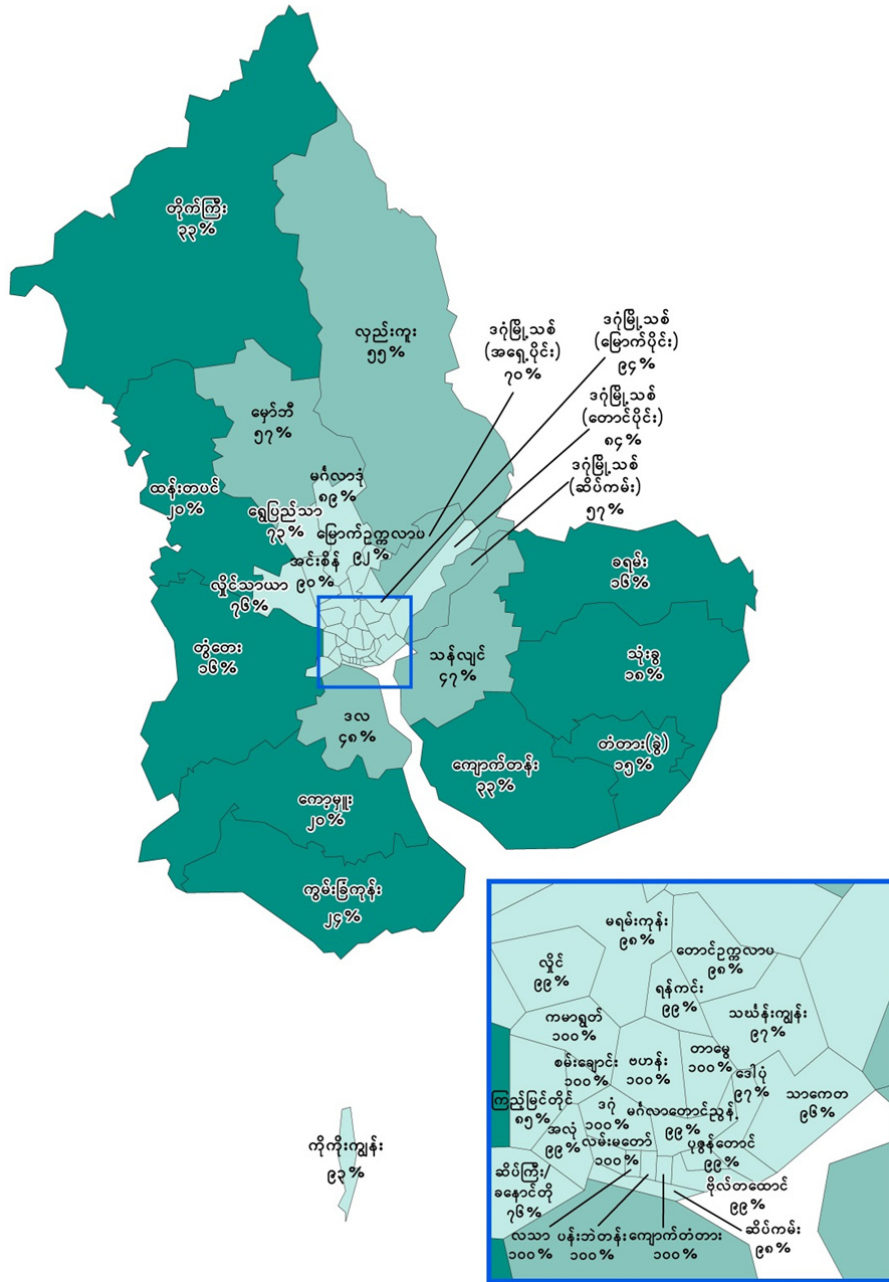 တိုက်ကြီး
၃၃%
လှည်းကူး
၅၅%
ဒဂုံမြို့သစ်
(အရှေ့ပိုင်း)
၇၀%
ဒဂုံမြို့သစ်
(မြောက်ပိုင်း)
၉၄%
ဒဂုံမြို့သစ်
(တောင်ပိုင်း)
၈၄%
ဒဂုံမြို့သစ်
(ဆိပ်ကမ်း)
၅၇%
မှော်ဘီ
၅၇%
မင်္ဂလာဒုံ
၈၉%
ထန်းတပင်
၂၀%
ရွှေပြည်သာ
၇၃%
မြောက်ဥက္ကလာပ
၉၂%
အင်းစိန်
၉၀%
လှိုင်သာယာ
၇၆%
ခရမ်း
၁၆%
တွံတေး
၁၆%
သန်လျင်
၄၇%
သုံးခွ
၁၈%
ဒလ
၄၈%
တံတား(ခွဲ)
၁၅%
ကျောက်တန်း
၃၃%
ကော့မှူး
၂၀%
ကွမ်းခြံကုန်း
၂၄%
ကိုကိုးကျွန်း
၉၃%
မရမ်းကုန်း
၉၈%
တောင်ဥက္ကလာပ
၉၈%
လှိုင်
၉၉%
ရန်ကင်း
၉၉%
သင်္ဃန်းကျွန်း
၉၇%
ကမာရွတ်
၁၀၀%
စမ်းချောင်း
၁၀၀%
ဗဟန်း
၁၀၀%
တာမွေ
၁၀၀%
ဒေါပုံ
၉၇%
သာကေတ
၉၆%
ကြည့်မြင်တိုင်
၈၅%
ဒဂုံ
၁၀၀%
မင်္ဂလာတောင်ညွန့်
၉၉%
အလုံ
၉၉%
လမ်းမတော်
၁၀၀%
ပုဇွန်တောင်
၉၉%
ဆိပ်ကြီး/
ခနောင်တို
၇၆%
ဗိုလ်တထောင်
၉၉%
ဆိပ်ကမ်း
၉၈%
လသာ
၁၀၀%
ပန်းဘဲတန်း
၁၀၀%
ကျောက်တံတား
၁၀၀%